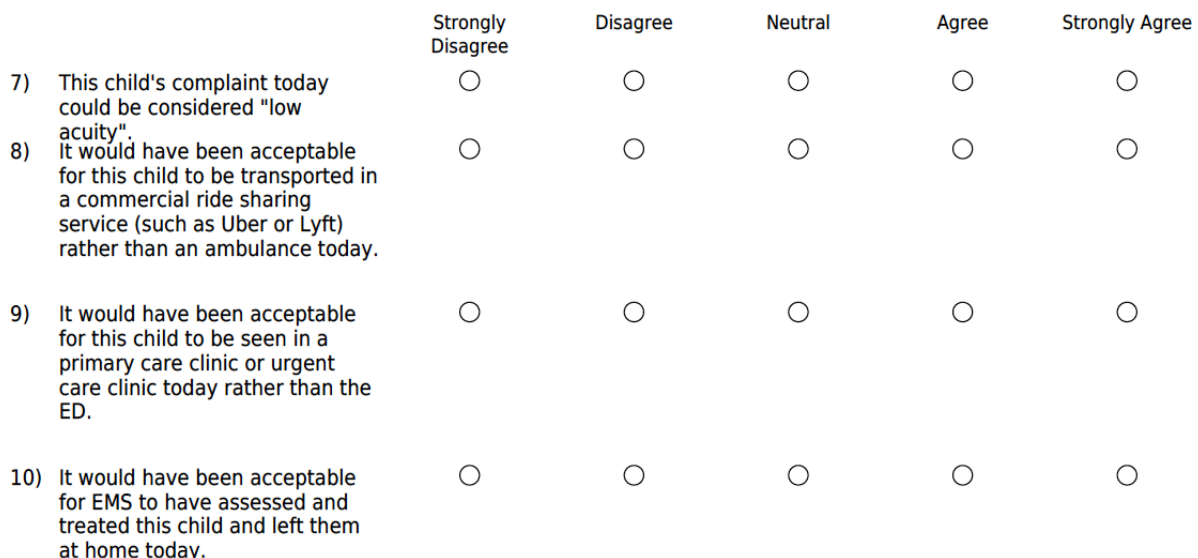 Strongly Disagree Disagree Neutral Agree Strongly Agree
7) This child's complaint today
could be considered "low
acuity".
8) It would have been acceptable
for this child to be transported in
a commercial ride sharing
service (such as Uber or Lyft)
rather than an ambulance today.
9) It would have been acceptable
for this child to be seen in a
primary care clinic or urgent
care clinic today rather than the
ED.
10) It would have been acceptable
for EMS to have assessed and
treated this child and left them
at home today.